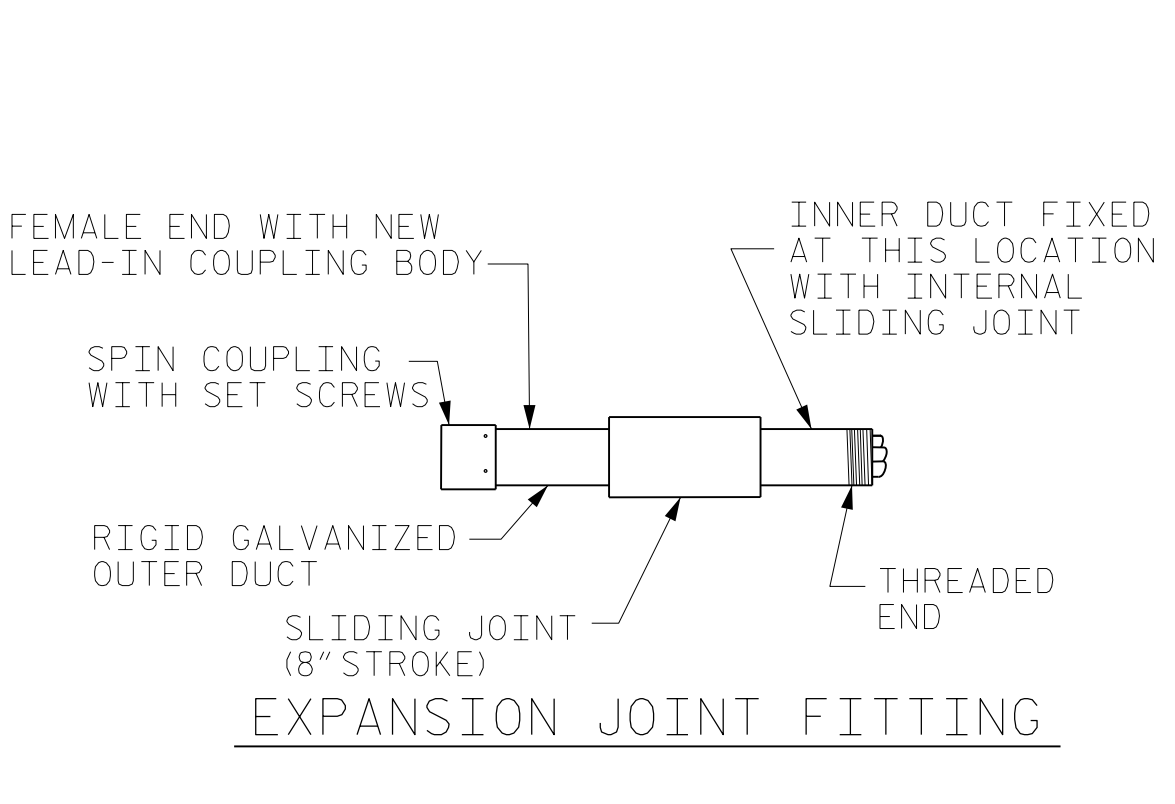 FEMALE END WITH NEW
LEAD-IN COUPLING BODY
INNER DUCT FIXED
AT THIS LOCATION
WITH INTERNAL
SLIDING JOINT
SPIN COUPLING
WITH SET SCREWS
RIGID GALVANIZED
OUTER DUCT
THREADED
END
SLIDING JOINT
(8" STROKE)
EXPANSION JOINT FITTING